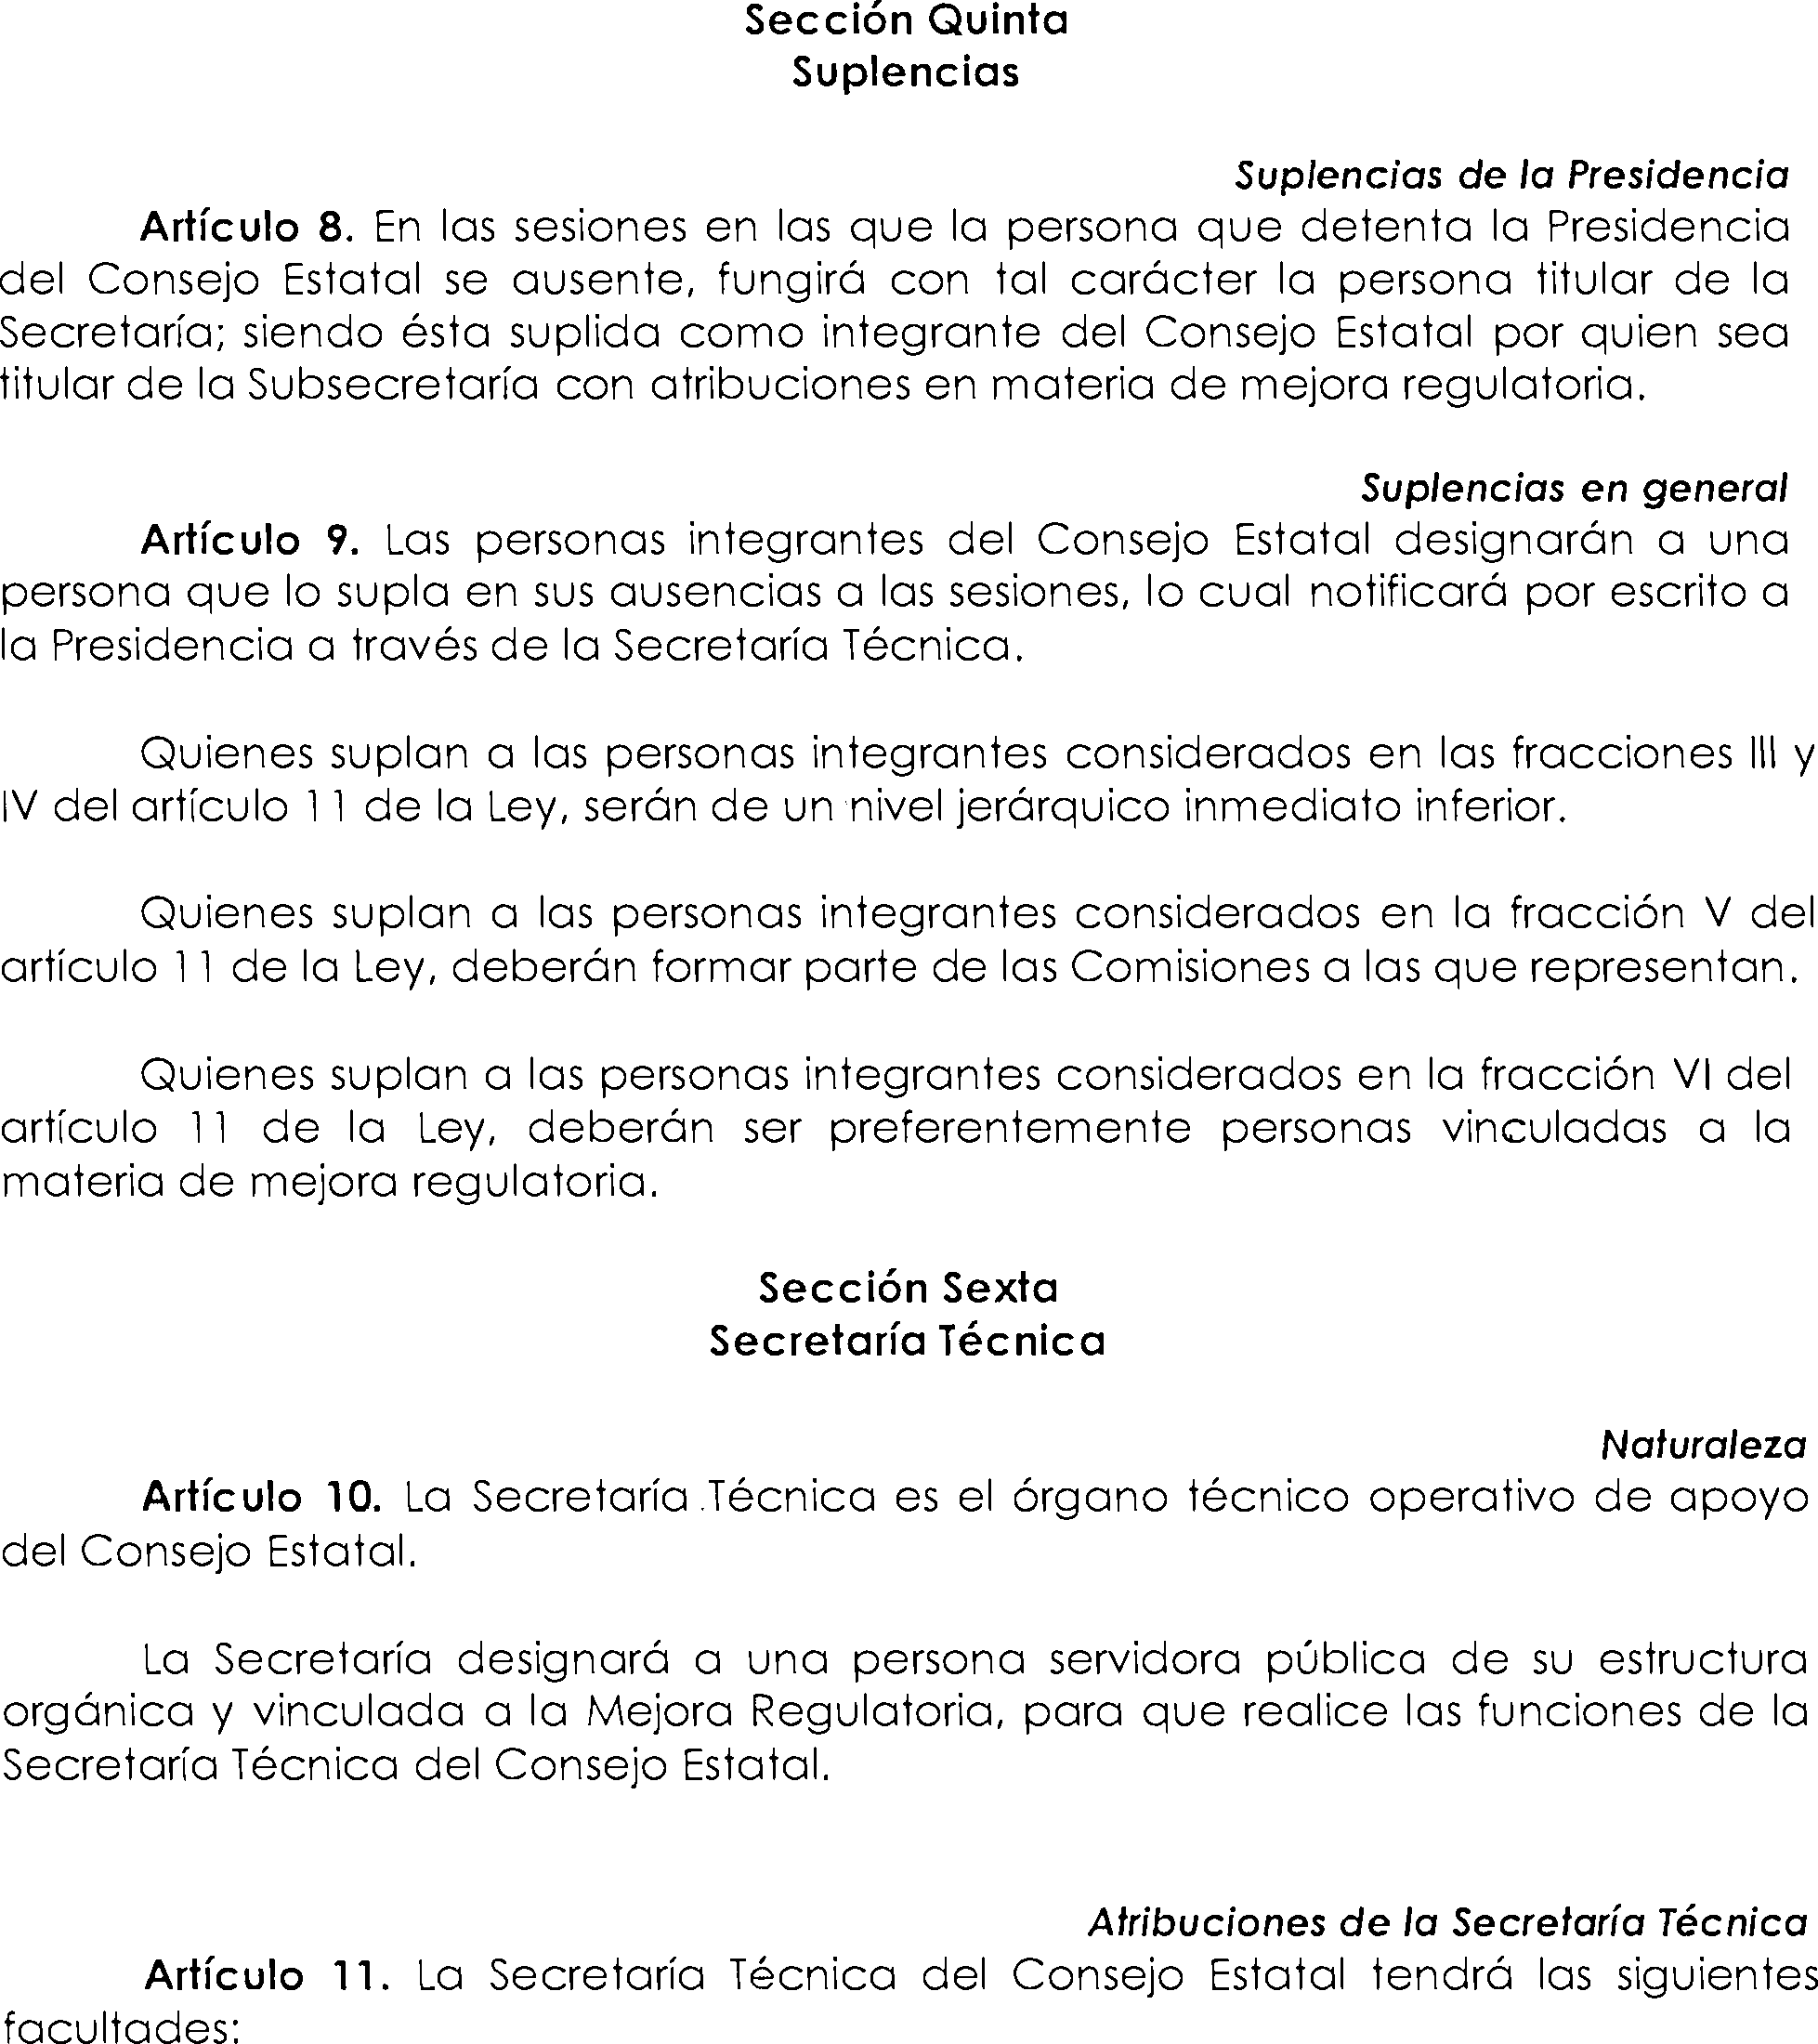 Sección Quinta
Suplencias
Suplencias de la Presidencia
Artículo 8. En las sesiones en las que la persona que detenta la Presidencia
del Consejo Estatal se ausente, fungirá con tal carácter la persona titular de la
Secretaría; siendo ésta suplida como integrante del Consejo Estatal por quien sea
titular de la Subsecretaría con atribuciones en materia de mejora regulatoria.
Suplencias en general
Artículo 9. Las personas integrantes del Consejo Estatal designarán a una
persona que lo supla en sus ausencias a las sesiones, lo cual notificará por escrito a
la Presidencia a través de la Secretaría Técnica.
Quienes suplan a las personas integrantes considerados en las fracciones III y
IV del artículo 11 de la Ley, serán de un nivel jerárquico inmediato inferior.
Quienes suplan a las personas integrantes considerados en la fracción V del
artículo 11 de la Ley, deberán formar parte de las Comisiones a las que representan.
Quienes suplan a las personas integrantes considerados en la fracción VI del
artículo 11 de la Ley, deberán ser preferentemente personas vinculadas a la
materia de mejora regulatoria.
Sección Sexta
Secretaría Técnica
Naturaleza
Artículo 10. La Secretaría Técnica es el órgano técnico operativo de apoyo
del Consejo Estatal.
La Secretaría designará a una persona servidora pública de su estructura
orgánica y vinculada a la Mejora Regulatoria, para que realice las funciones de la
Secretaría Técnica del Consejo Estatal.
Atribuciones de la Secretaría Técnica
Artículo 11. La Secretaría Técnica del Consejo Estatal tendrá las siguientes
facultades: